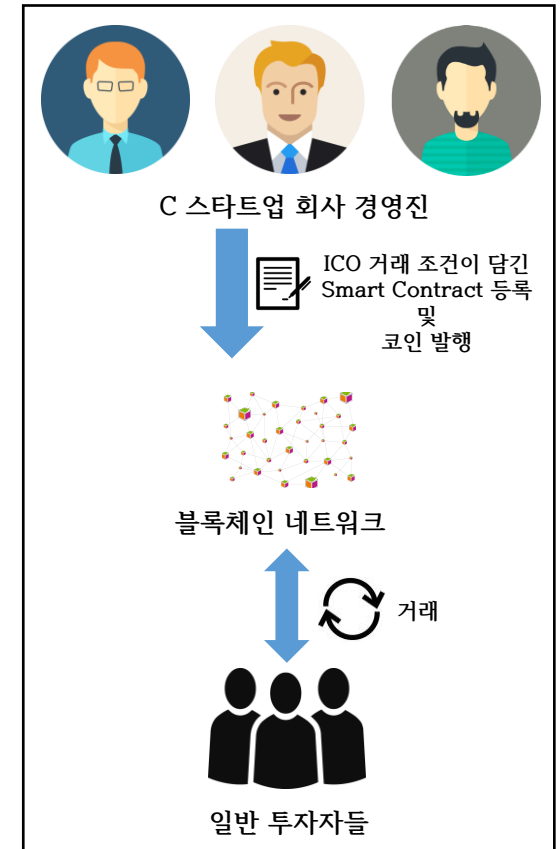 C 스타트업 회사 경영진
ICO 거래 조건이 담긴
Smart Contract 등록
및
코인 발행
블록체인 네트워크
거래
일반 투자자들